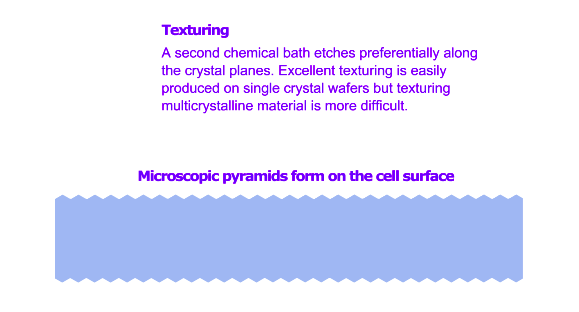 Texturing
A second chemical bath etches preferentially along
the crystal planes. Excellent texturing is easily
produced on single crystal wafers but texturing
multicrystalline material is more difficult.
Microscopic pyramids form on the cell surface